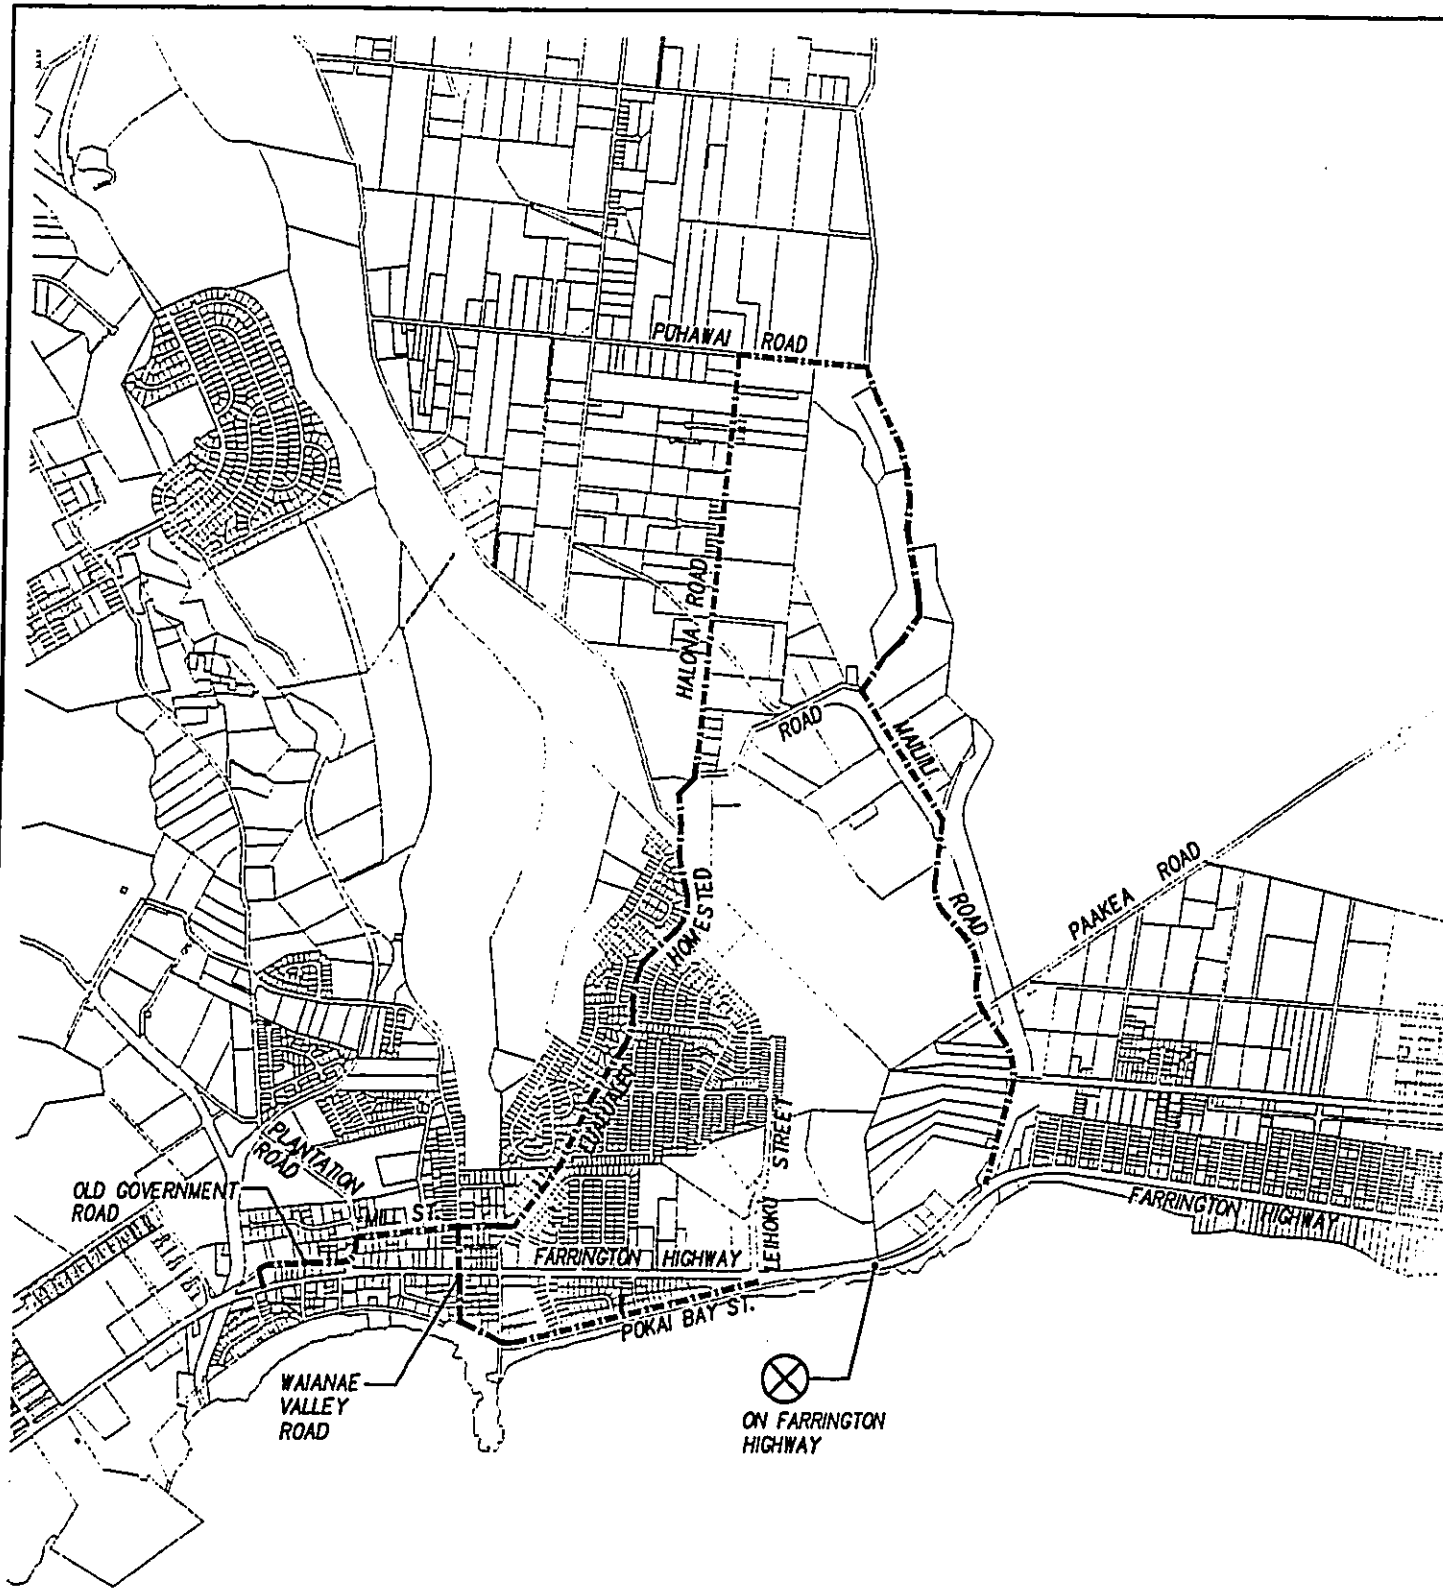 PUHAWAI ROAD
HALONA ROAD
ROAD
MAILIILI
ROAD
PAAKEA ROAD
HOMESTED
STREET
LEIHOKU
PLANTATION
ROAD
OLD GOVERNMENT
ROAD
MILL ST.
FARRINGTON HIGHWAY
FARRINGTON HIGHWAY
POKAI BAY ST.
WAIANAE
VALLEY
ROAD
ON FARRINGTON
HIGHWAY